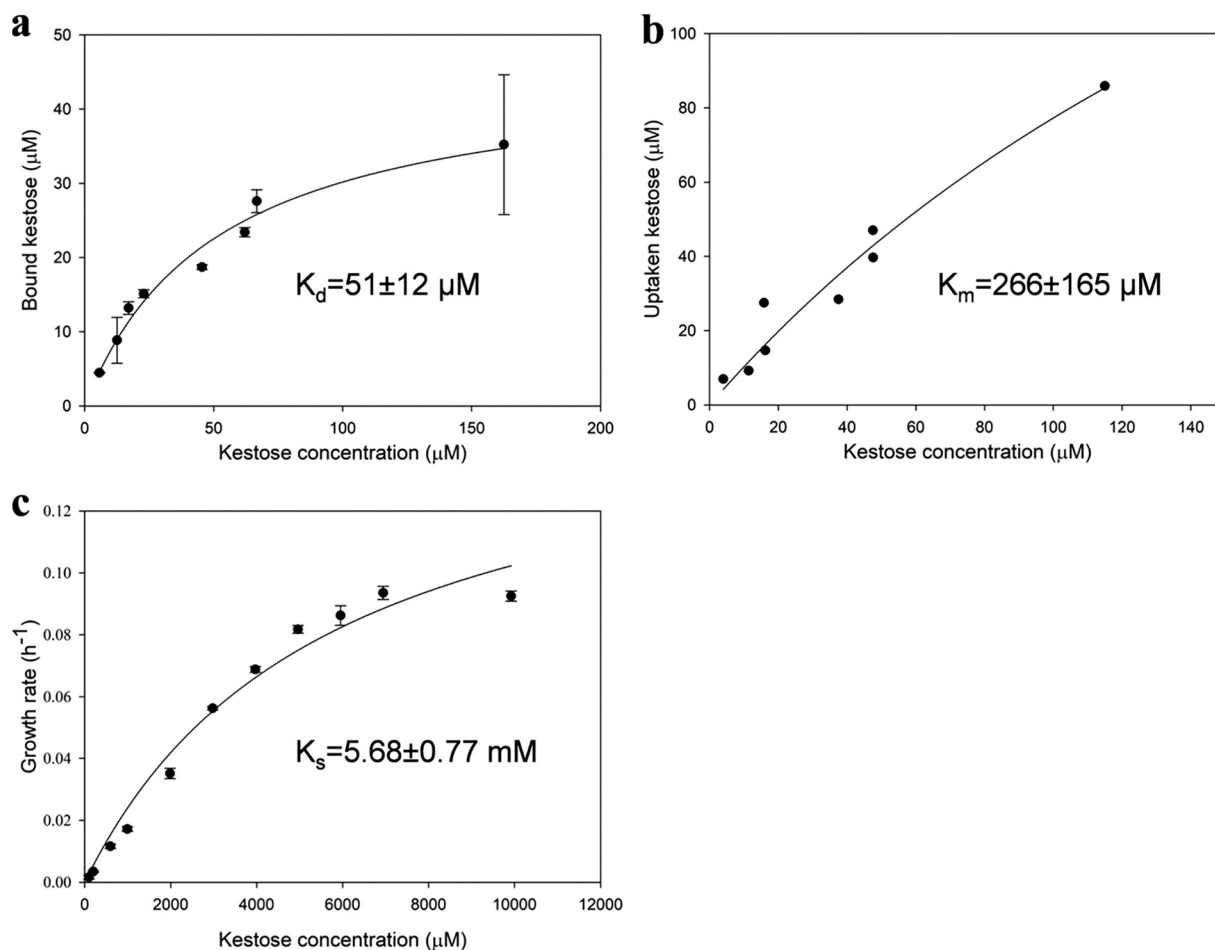 a
50
40
30
20
10
0
Bound kestose (μM)
K_d=51±12 μM
0 50 100 150 200
Kestose concentration (μM)
b
100
80
60
40
20
0
Uptaken kestose (μM)
K_m=266±165 μM
0 20 40 60 80 100 120 140
Kestose concentration (μM)
c
0.12
0.10
0.08
0.06
0.04
0.02
0.00
Growth rate (h⁻¹)
K_s=5.68±0.77 mM
0 2000 4000 6000 8000 10000 12000
Kestose concentration (μM)